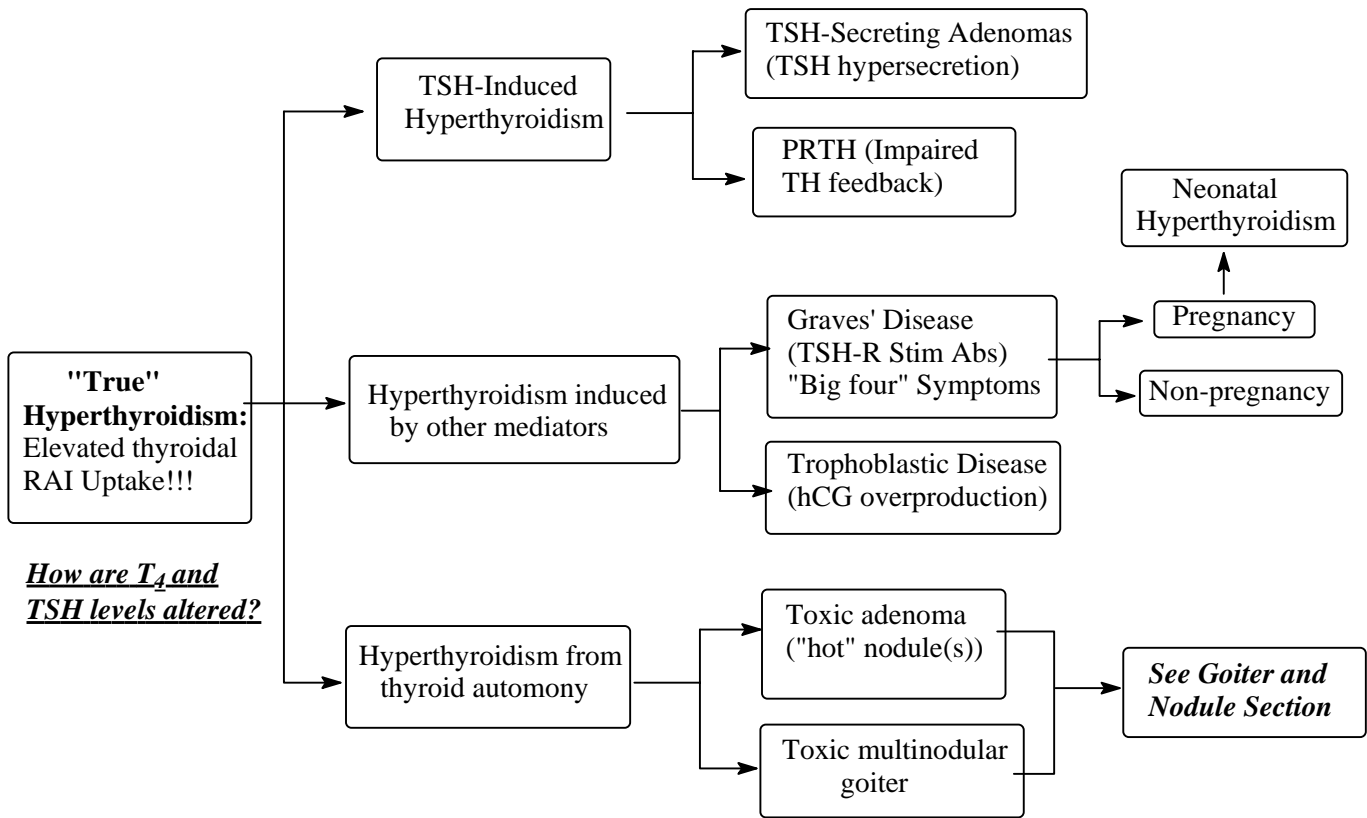 TSH-Secreting Adenomas
(TSH hypersecretion)
TSH-Induced
Hyperthyroidism
PRTH (Impaired
TH feedback)
Neonatal
Hyperthyroidism
Graves' Disease
(TSH-R Stim Abs)
"Big four" Symptoms
Pregnancy
Non-pregnancy
"True"
Hyperthyroidism:
Elevated thyroidal
RAI Uptake!!!
Hyperthyroidism induced
by other mediators
Trophoblastic Disease
(hCG overproduction)
How are T4 and
TSH levels altered?
Hyperthyroidism from
thyroid automony
Toxic adenoma
("hot" nodule(s))
See Goiter and
Nodule Section
Toxic multinodular
goiter